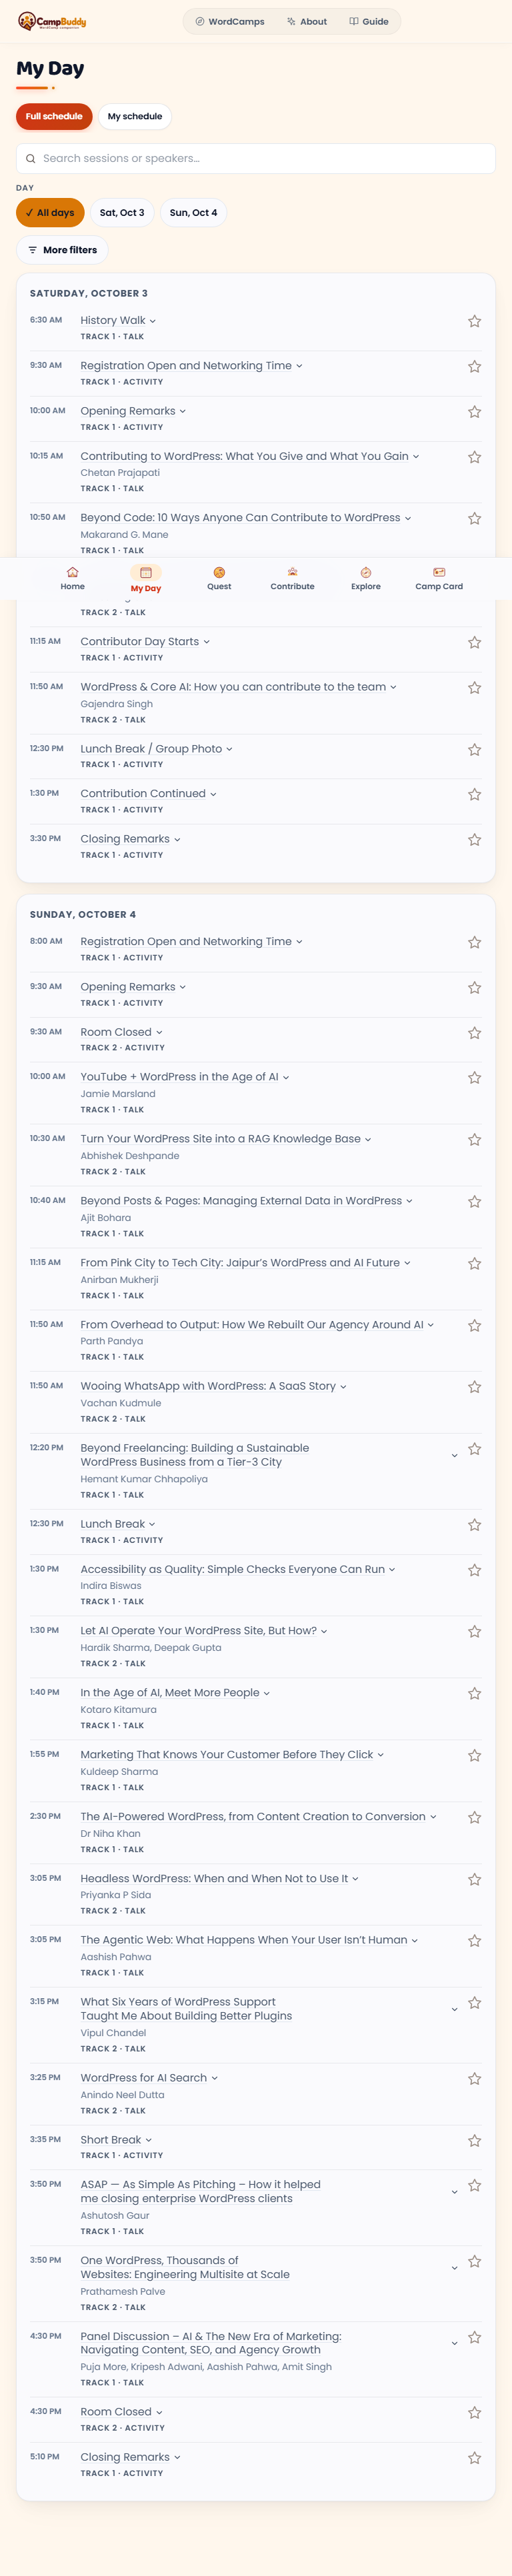 CampBuddy
WordCamps
About
Guide
My Day
Full schedule
My schedule
Search sessions or speakers...
DAY
✓ All days
Sat, Oct 3
Sun, Oct 4
More filters
SATURDAY, OCTOBER 3
6:30 AM
History Walk
TRACK 1 · TALK
9:30 AM
Registration Open and Networking Time
TRACK 1 · ACTIVITY
10:00 AM
Opening Remarks
TRACK 1 · ACTIVITY
10:15 AM
Contributing to WordPress: What You Give and What You Gain
Chetan Prajapati
TRACK 1 · TALK
10:50 AM
Beyond Code: 10 Ways Anyone Can Contribute to WordPress
Makarand G. Mane
TRACK 1 · TALK
Home
My Day
Quest
Contribute
Explore
Camp Card
TRACK 2 · TALK
11:15 AM
Contributor Day Starts
TRACK 1 · ACTIVITY
11:50 AM
WordPress & Core AI: How you can contribute to the team
Gajendra Singh
TRACK 2 · TALK
12:30 PM
Lunch Break / Group Photo
TRACK 1 · ACTIVITY
1:30 PM
Contribution Continued
TRACK 1 · ACTIVITY
3:30 PM
Closing Remarks
TRACK 1 · ACTIVITY
SUNDAY, OCTOBER 4
8:00 AM
Registration Open and Networking Time
TRACK 1 · ACTIVITY
9:30 AM
Opening Remarks
TRACK 1 · ACTIVITY
9:30 AM
Room Closed
TRACK 2 · ACTIVITY
10:00 AM
YouTube + WordPress in the Age of AI
Jamie Marsland
TRACK 1 · TALK
10:30 AM
Turn Your WordPress Site into a RAG Knowledge Base
Abhishek Deshpande
TRACK 2 · TALK
10:40 AM
Beyond Posts & Pages: Managing External Data in WordPress
Ajit Bohara
TRACK 1 · TALK
11:15 AM
From Pink City to Tech City: Jaipur's WordPress and AI Future
Anirban Mukherji
TRACK 1 · TALK
11:50 AM
From Overhead to Output: How We Rebuilt Our Agency Around AI
Parth Pandya
TRACK 1 · TALK
11:50 AM
Wooing WhatsApp with WordPress: A SaaS Story
Vachan Kudmule
TRACK 2 · TALK
12:20 PM
Beyond Freelancing: Building a Sustainable
WordPress Business from a Tier-3 City
Hemant Kumar Chhapoliya
TRACK 1 · TALK
12:30 PM
Lunch Break
TRACK 1 · ACTIVITY
1:30 PM
Accessibility as Quality: Simple Checks Everyone Can Run
Indira Biswas
TRACK 1 · TALK
1:30 PM
Let AI Operate Your WordPress Site, But How?
Hardik Sharma, Deepak Gupta
TRACK 2 · TALK
1:40 PM
In the Age of AI, Meet More People
Kotaro Kitamura
TRACK 1 · TALK
1:55 PM
Marketing That Knows Your Customer Before They Click
Kuldeep Sharma
TRACK 1 · TALK
2:30 PM
The AI-Powered WordPress, from Content Creation to Conversion
Dr Niha Khan
TRACK 1 · TALK
3:05 PM
Headless WordPress: When and When Not to Use It
Priyanka P Sida
TRACK 2 · TALK
3:05 PM
The Agentic Web: What Happens When Your User Isn't Human
Aashish Pahwa
TRACK 1 · TALK
3:15 PM
What Six Years of WordPress Support
Taught Me About Building Better Plugins
Vipul Chandel
TRACK 2 · TALK
3:25 PM
WordPress for AI Search
Anindo Neel Dutta
TRACK 2 · TALK
3:35 PM
Short Break
TRACK 1 · ACTIVITY
3:50 PM
ASAP — As Simple As Pitching – How it helped
me closing enterprise WordPress clients
Ashutosh Gaur
TRACK 1 · TALK
3:50 PM
One WordPress, Thousands of
Websites: Engineering Multisite at Scale
Prathamesh Palve
TRACK 2 · TALK
4:30 PM
Panel Discussion – AI & The New Era of Marketing:
Navigating Content, SEO, and Agency Growth
Puja More, Kripesh Adwani, Aashish Pahwa, Amit Singh
TRACK 1 · TALK
4:30 PM
Room Closed
TRACK 2 · ACTIVITY
5:10 PM
Closing Remarks
TRACK 1 · ACTIVITY